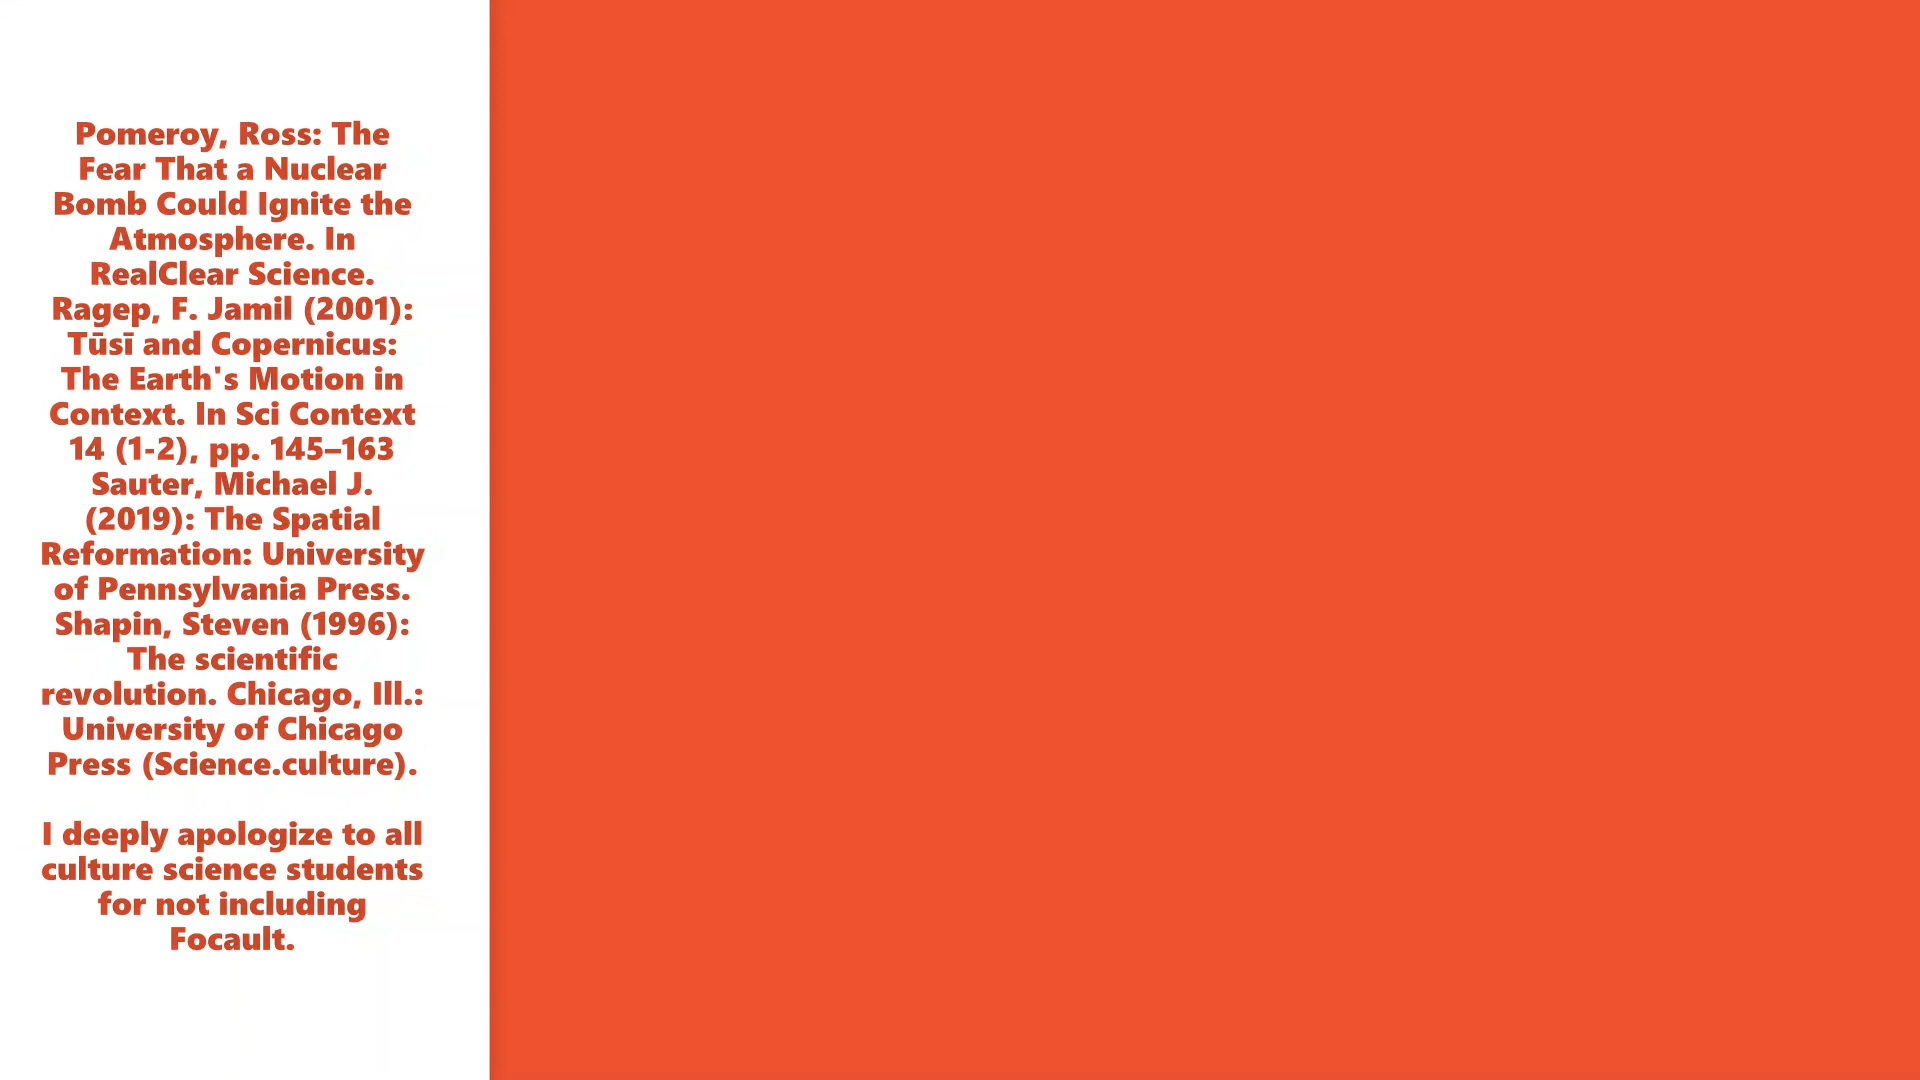 Pomeroy, Ross: The
Fear That a Nuclear
Bomb Could Ignite the
Atmosphere. In
RealClear Science.
Ragep, F. Jamil (2001):
Tūsī and Copernicus:
The Earth's Motion in
Context. In Sci Context
14 (1-2), pp. 145–163
Sauter, Michael J.
(2019): The Spatial
Reformation: University
of Pennsylvania Press.
Shapin, Steven (1996):
The scientific
revolution. Chicago, Ill.:
University of Chicago
Press (Science.culture).
I deeply apologize to all
culture science students
for not including
Focault.